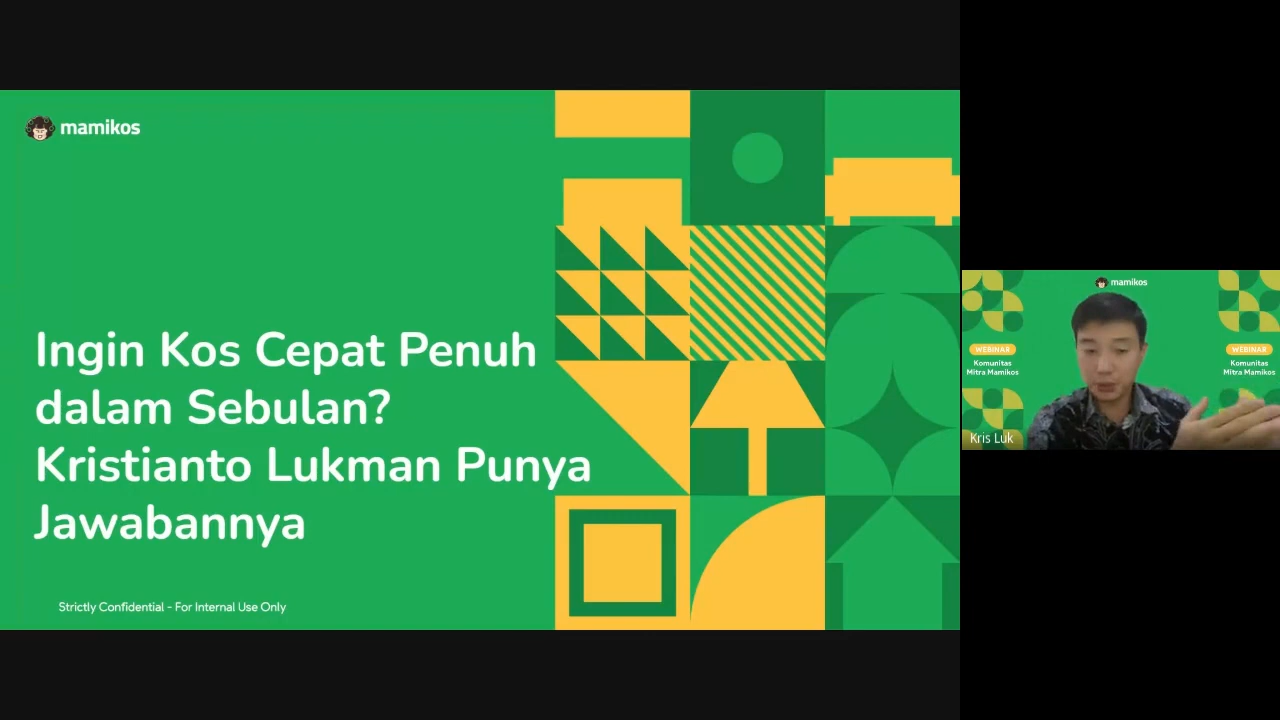 mamikos
Ingin Kos Cepat Penuh
dalam Sebulan?
Kristianto Lukman Punya
Jawabannya
Strictly Confidential - For Internal Use Only
mamikos
WEBINAR
Komunitas
Mitra Mamikos
WEBINAR
Komunitas
Mitra Mamikos
Kris Luk